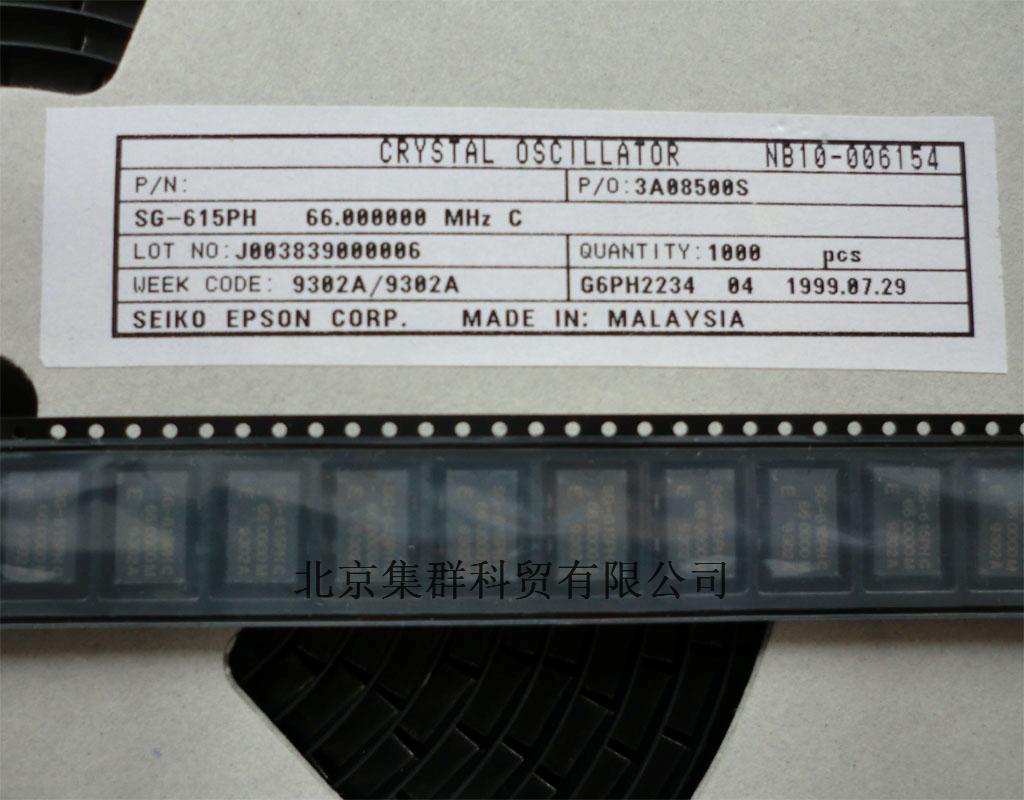 CRYSTAL OSCILLATOR NB10-006154
P/N: P/O:3A08500S
SG-615PH 66.000000 MHz C
LOT NO:J003839000006 QUANTITY:1000 pcs
WEEK CODE: 9302A/9302A G6PH2234 04 1999.07.29
SEIKO EPSON CORP. MADE IN: MALAYSIA
北京集群科贸有限公司